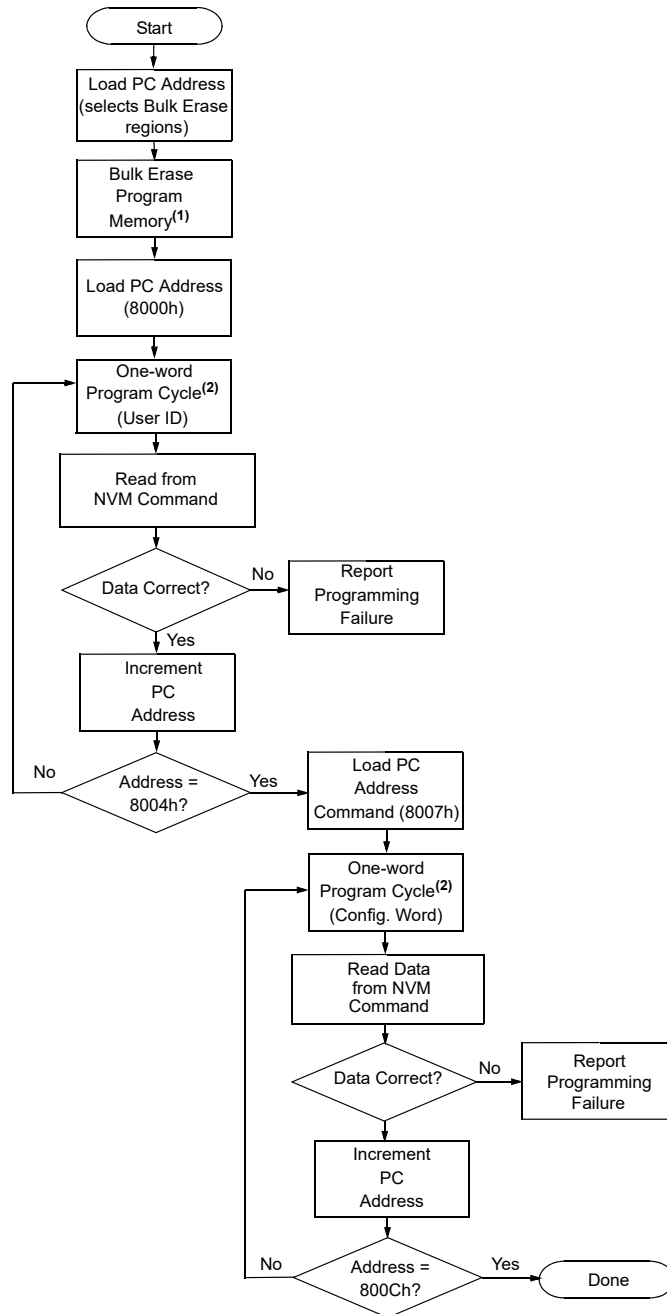 Start
Load PC Address
(selects Bulk Erase
regions)
Bulk Erase
Program
Memory(1)
Load PC Address
(8000h)
One-word
Program Cycle(2)
(User ID)
Read from
NVM Command
Data Correct?
No
Report
Programming
Failure
Yes
Increment
PC
Address
No
Address =
8004h?
Yes
Load PC
Address
Command (8007h)
One-word
Program Cycle(2)
(Config. Word)
Read Data
from NVM
Command
Data Correct?
No
Report
Programming
Failure
Yes
Increment
PC
Address
No
Address =
800Ch?
Yes
Done